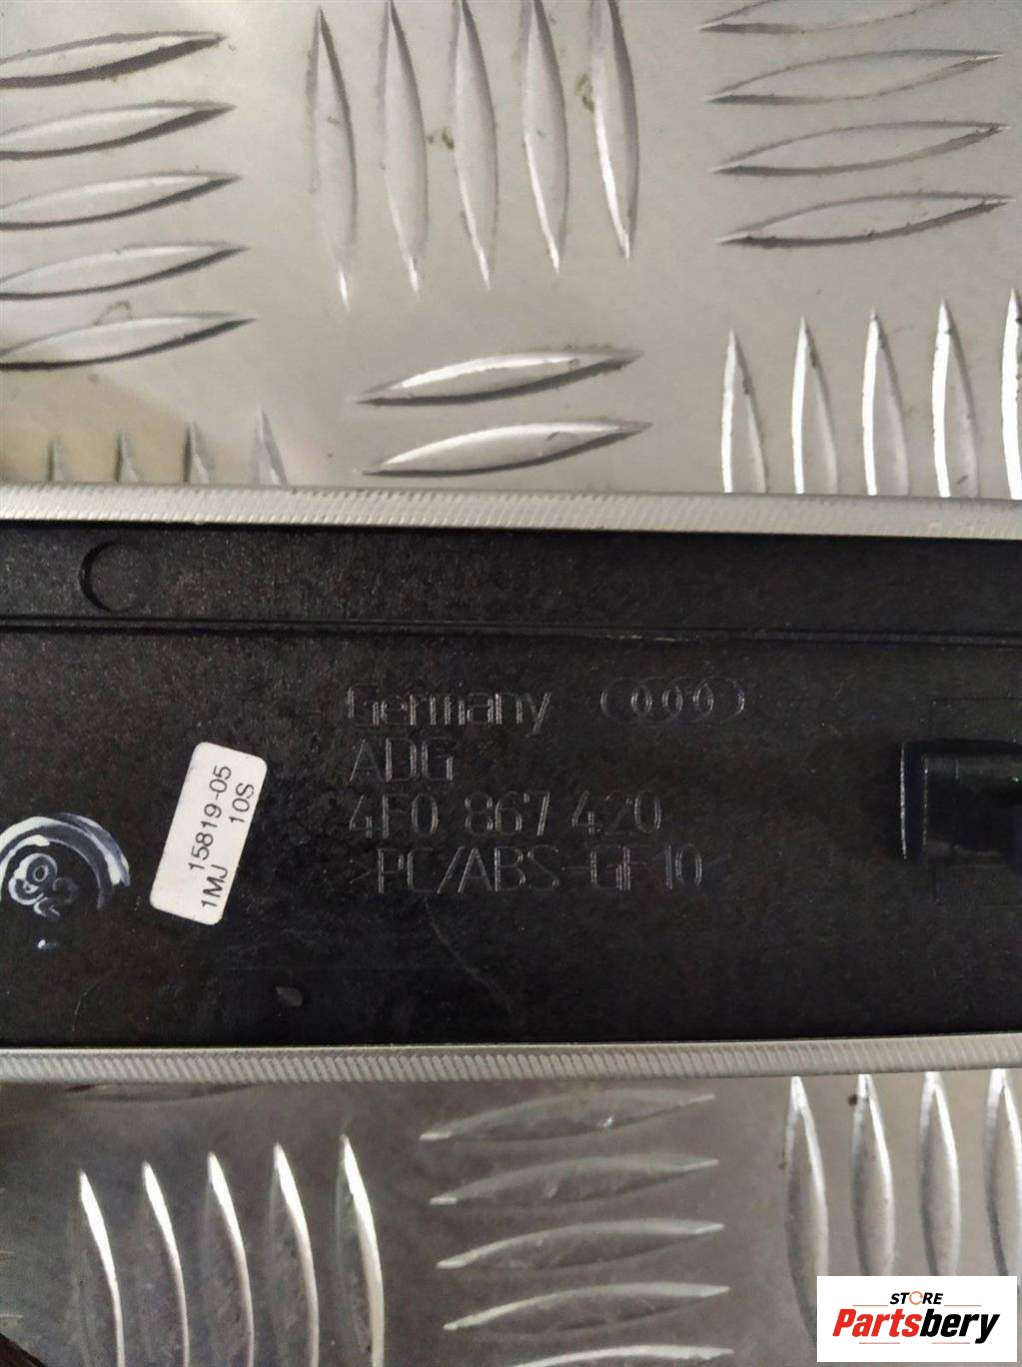 Germany
ADG
4F0 867 420
>PC/ABS-GF10<
15819-05
1MJ 10S
STORE
Partsbery